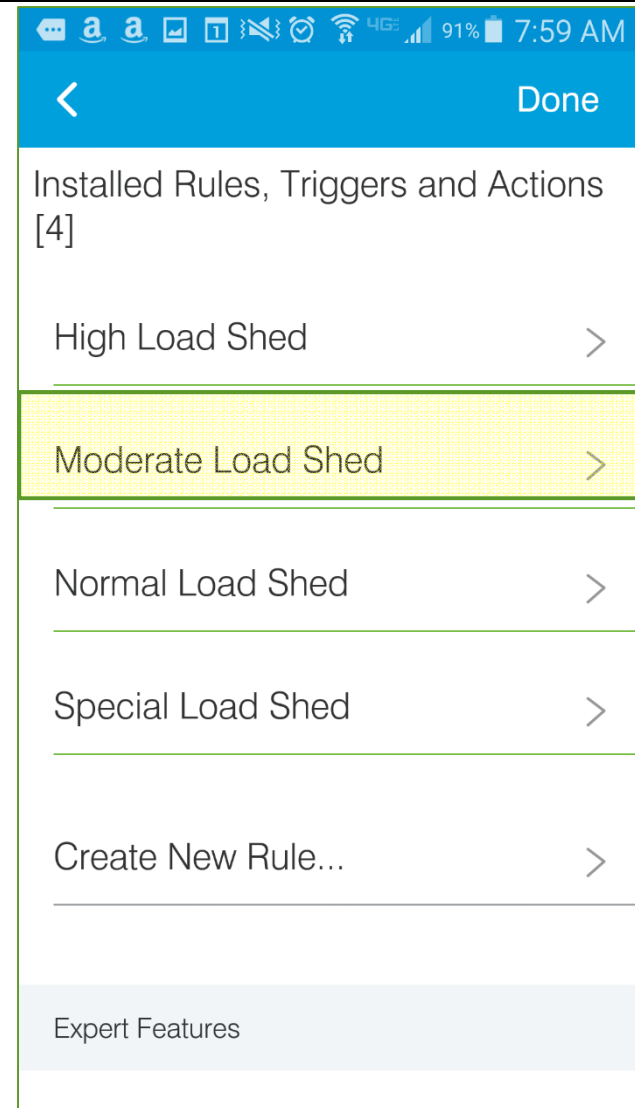 91% 7:59 AM
Done
Installed Rules, Triggers and Actions
[4]
High Load Shed
Moderate Load Shed
Normal Load Shed
Special Load Shed
Create New Rule...
Expert Features